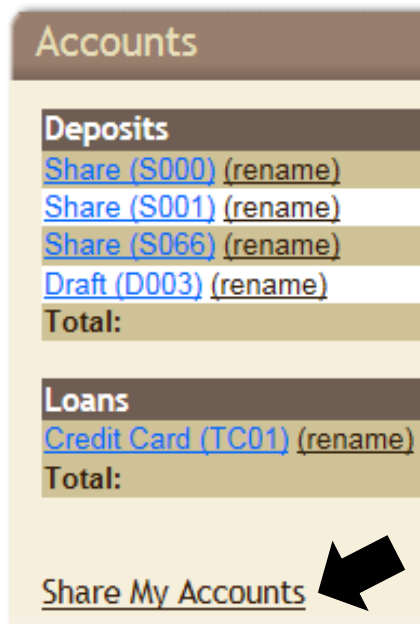 Accounts
Deposits
Share (S000) (rename)
Share (S001) (rename)
Share (S066) (rename)
Draft (D003) (rename)
Total:
Loans
Credit Card (TC01) (rename)
Total:
Share My Accounts